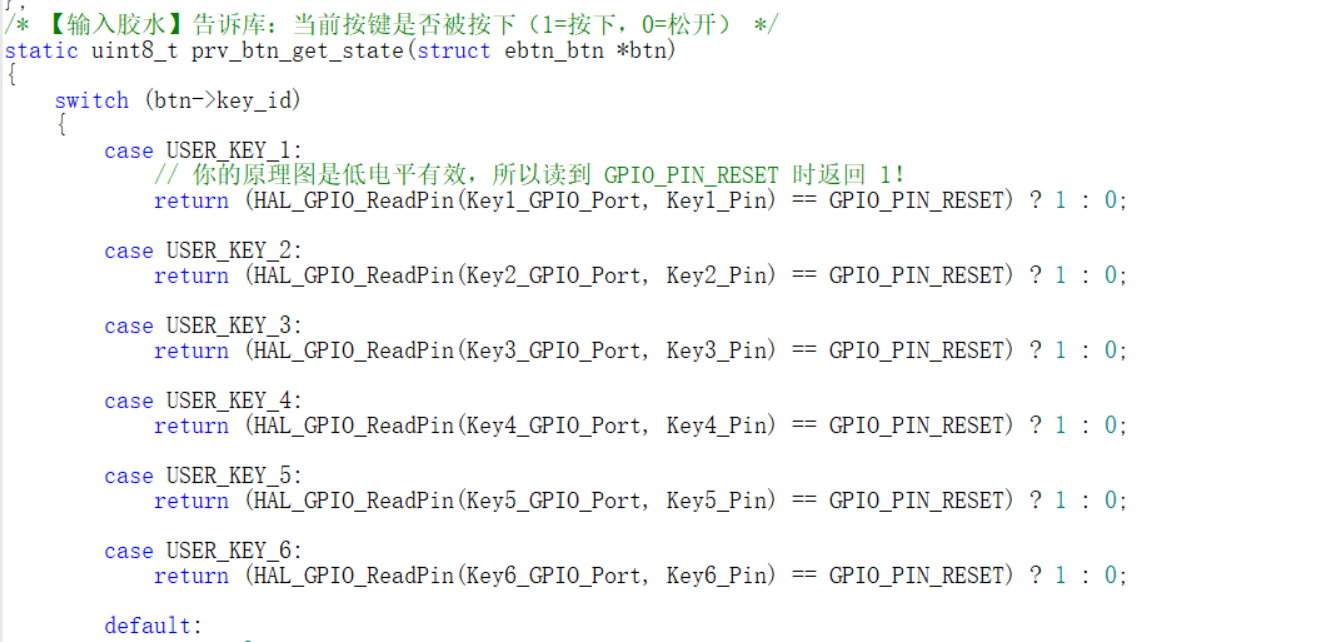 /* 【输入胶水】告诉库：当前按键是否被按下（1=按下，0=松开） */
static uint8_t prv_btn_get_state(struct ebtn_btn *btn)
{
switch (btn->key_id)
{
case USER_KEY_1:
// 你的原理图是低电平有效，所以读到 GPIO_PIN_RESET 时返回 1！
return (HAL_GPIO_ReadPin(Key1_GPIO_Port, Key1_Pin) == GPIO_PIN_RESET) ? 1 : 0;
case USER_KEY_2:
return (HAL_GPIO_ReadPin(Key2_GPIO_Port, Key2_Pin) == GPIO_PIN_RESET) ? 1 : 0;
case USER_KEY_3:
return (HAL_GPIO_ReadPin(Key3_GPIO_Port, Key3_Pin) == GPIO_PIN_RESET) ? 1 : 0;
case USER_KEY_4:
return (HAL_GPIO_ReadPin(Key4_GPIO_Port, Key4_Pin) == GPIO_PIN_RESET) ? 1 : 0;
case USER_KEY_5:
return (HAL_GPIO_ReadPin(Key5_GPIO_Port, Key5_Pin) == GPIO_PIN_RESET) ? 1 : 0;
case USER_KEY_6:
return (HAL_GPIO_ReadPin(Key6_GPIO_Port, Key6_Pin) == GPIO_PIN_RESET) ? 1 : 0;
default: